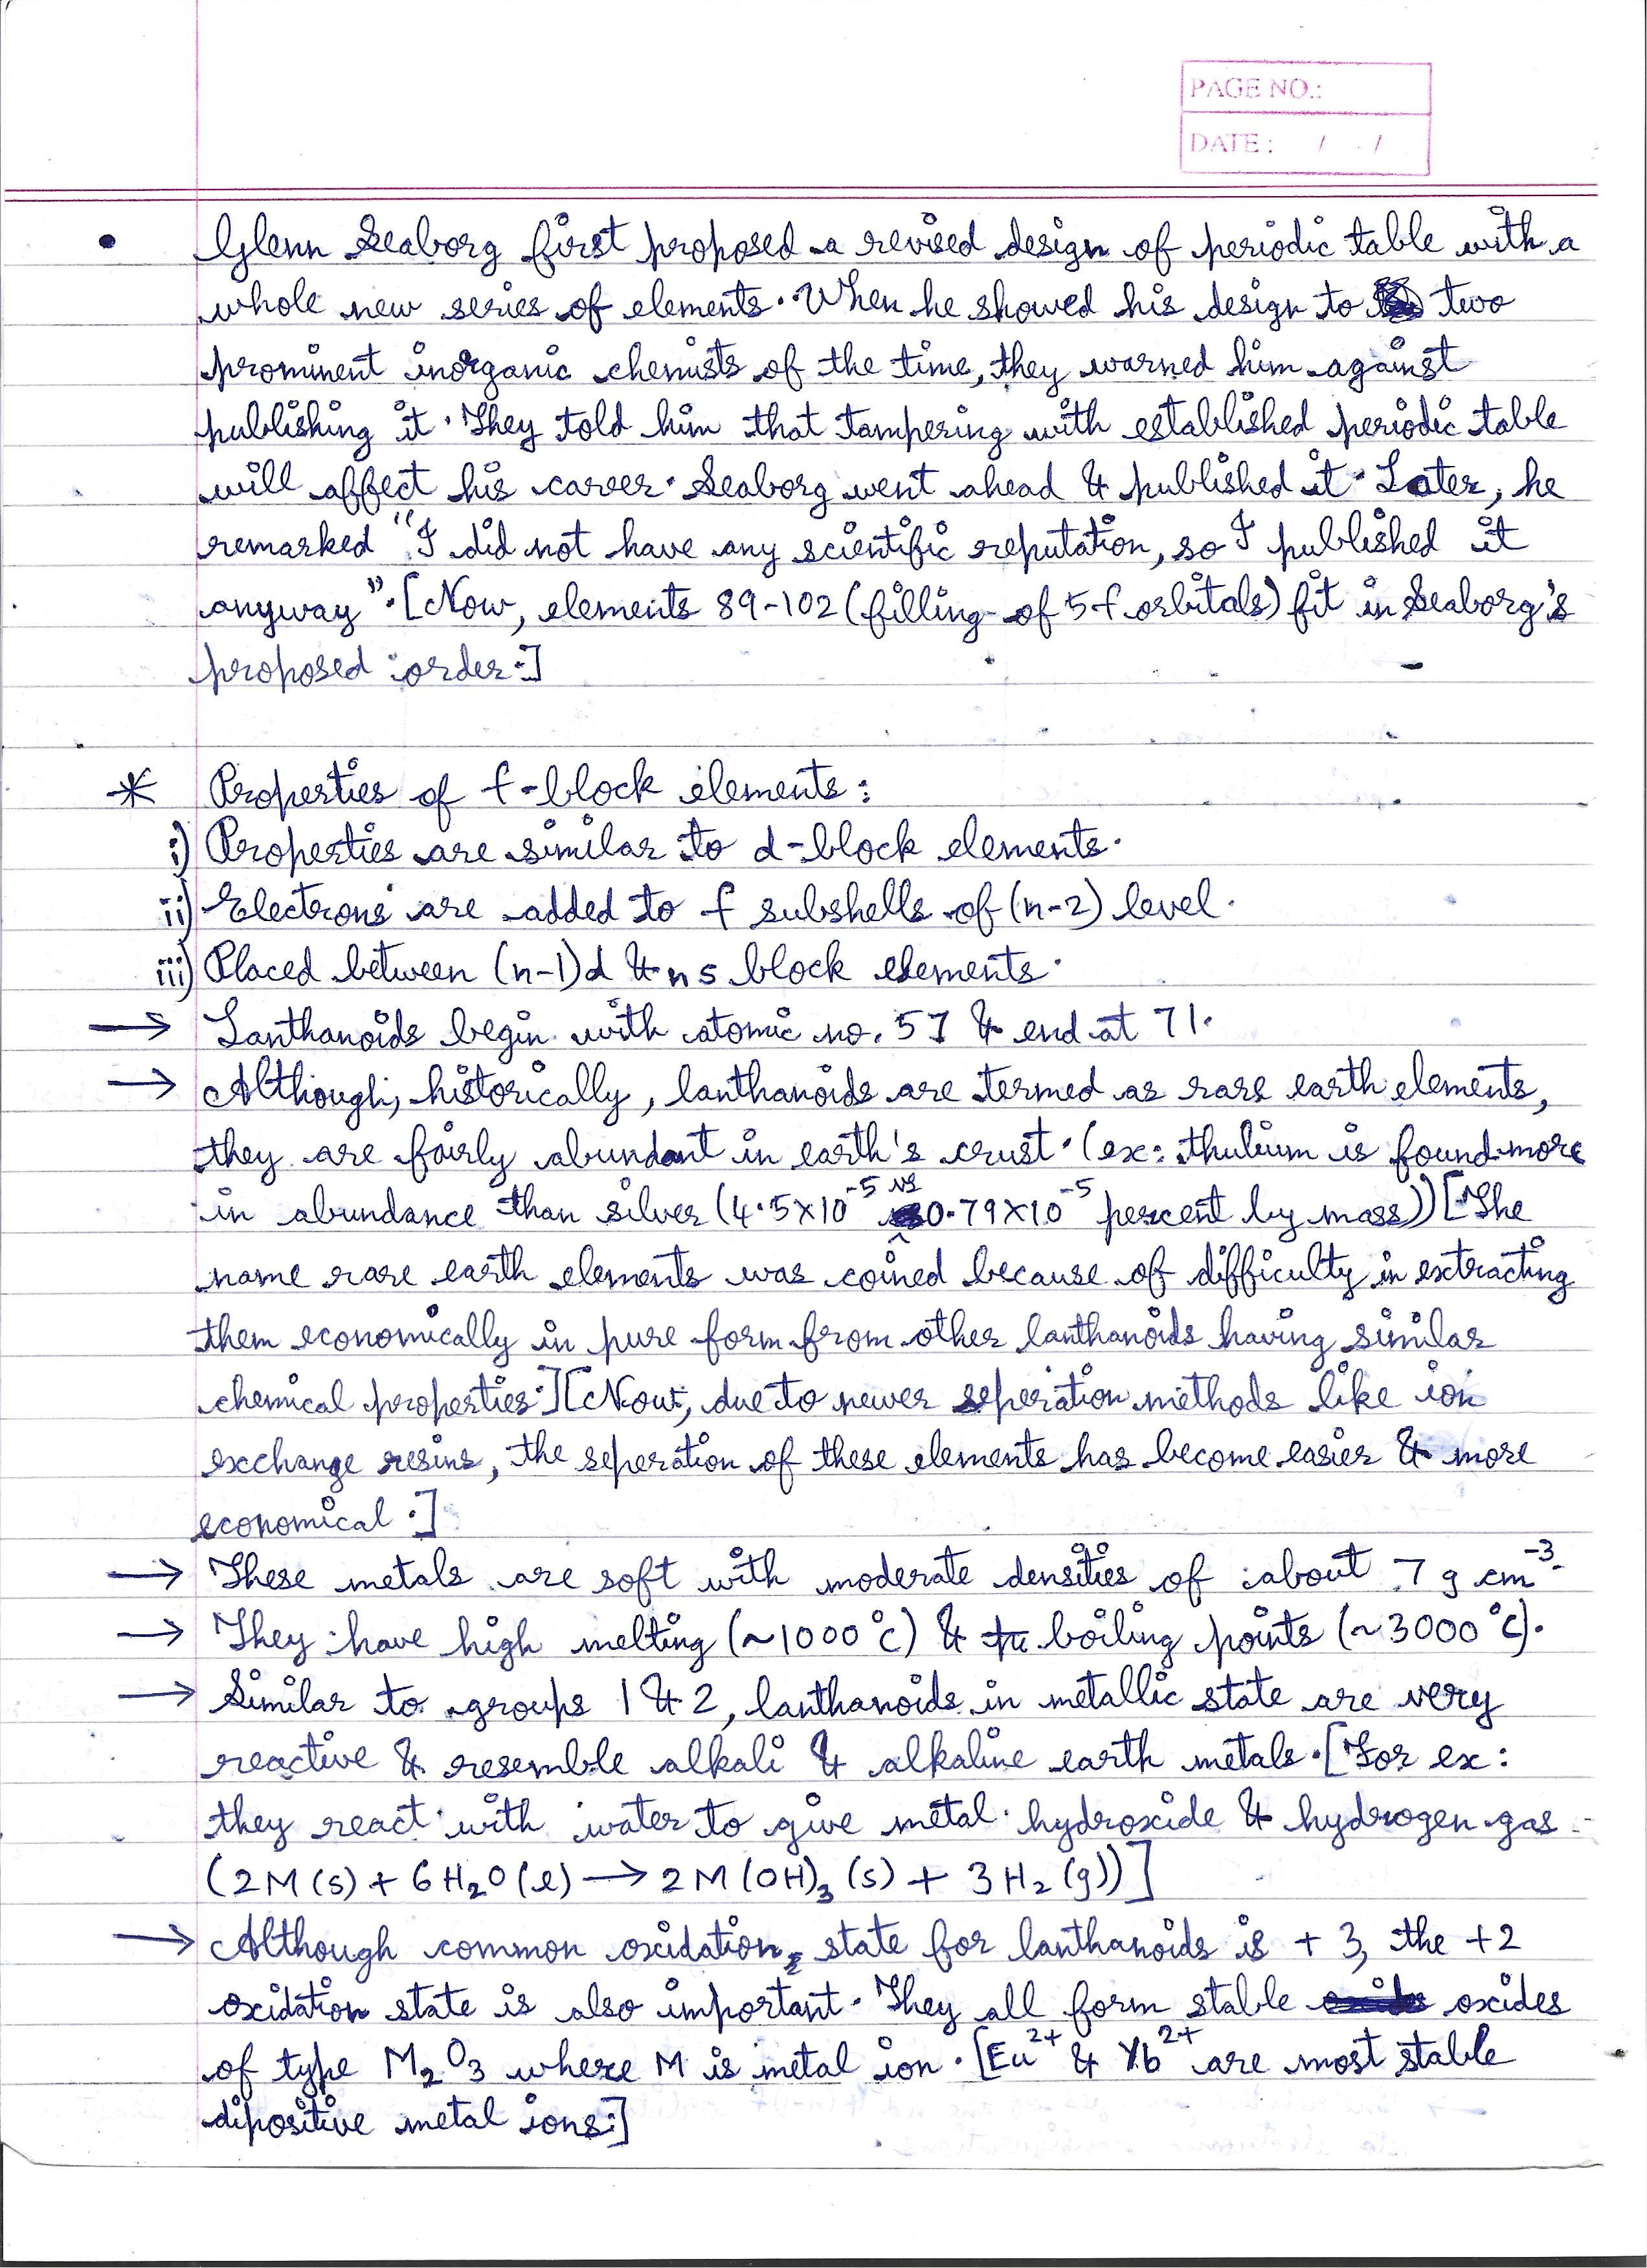 PAGE NO.:
DATE: / /
• Glenn Seaborg first proposed a revised design of periodic table with a
whole new series of elements. When he showed his design to two
prominent inorganic chemists of the time, they warned him against
publishing it. They told him that tampering with established periodic table
will affect his career. Seaborg went ahead & published it. Later, he
remarked "I did not have any scientific reputation, so I published it
anyway". [Now, elements 89-102 (filling of 5f orbitals) fit in Seaborg's
proposed order.]
* Properties of f-block elements:
i) Properties are similar to d-block elements.
ii) Electrons are added to f subshells of (n-2) level.
iii) Placed between (n-1)d & ns block elements.
→ Lanthanoids begin with atomic no. 57 & end at 71.
→ Although, historically, lanthanoids are termed as rare earth elements,
they are fairly abundant in earth's crust. (ex: thulium is found more
in abundance than silver (4.5×10⁻⁵ vs 0.79×10⁻⁵ percent by mass)) [The
name rare earth elements was coined because of difficulty in extracting
them economically in pure form from other lanthanoids having similar
chemical properties.] [Now, due to newer seperation methods like ion
exchange resins, the seperation of these elements has become easier & more
economical.]
→ These metals are soft with moderate densities of about 7 g cm⁻³.
→ They have high melting (~1000°C) & boiling points (~3000°C).
→ Similar to groups 1 & 2, lanthanoids in metallic state are very
reactive & resemble alkali & alkaline earth metals. [For ex:
they react with water to give metal hydroxide & hydrogen gas
(2M(s) + 6H₂O(l) → 2M(OH)₃(s) + 3H₂(g))]
→ Although common oxidation state for lanthanoids is +3, the +2
oxidation state is also important. They all form stable oxides
of type M₂O₃ where M is metal ion. [Eu²⁺ & Yb²⁺ are most stable
dipositive metal ions.]